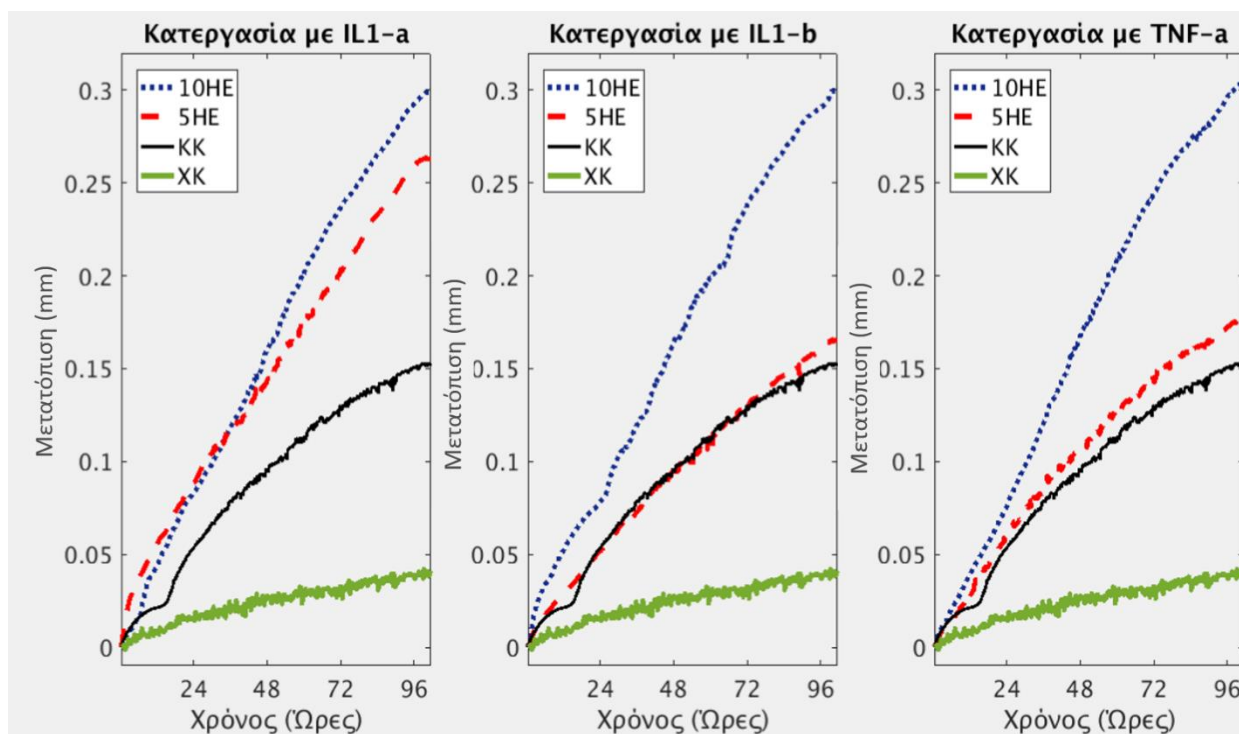 Κατεργασία με IL1-a
10HE
5HE
KK
XK
0.3
0.25
0.2
0.15
0.1
0.05
0
Μετατόπιση (mm)
24 48 72 96
Χρόνος (Ώρες)
Κατεργασία με IL1-b
10HE
5HE
KK
XK
0.3
0.25
0.2
0.15
0.1
0.05
0
Μετατόπιση (mm)
24 48 72 96
Χρόνος (Ώρες)
Κατεργασία με TNF-a
10HE
5HE
KK
XK
0.3
0.25
0.2
0.15
0.1
0.05
0
Μετατόπιση (mm)
24 48 72 96
Χρόνος (Ώρες)